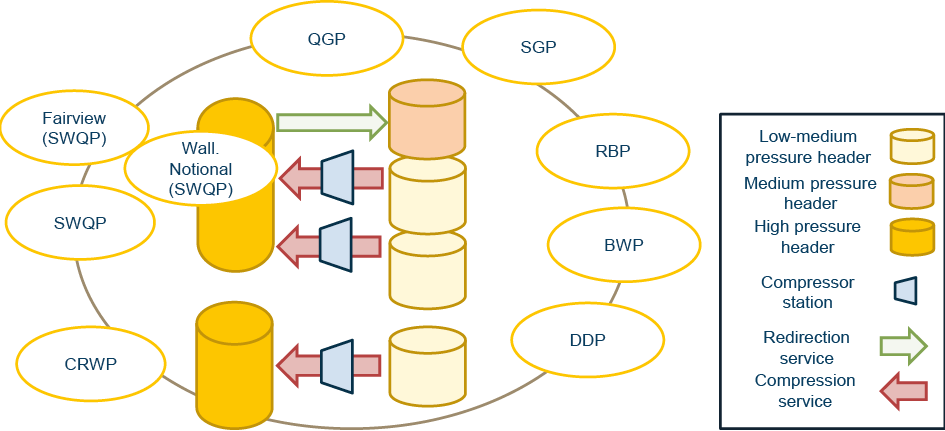 QGP
SGP
Fairview
(SWQP)
Wall.
Notional
(SWQP)
RBP
SWQP
BWP
DDP
CRWP
Low-medium
pressure header
Medium pressure
header
High pressure
header
Compressor
station
Redirection
service
Compression
service